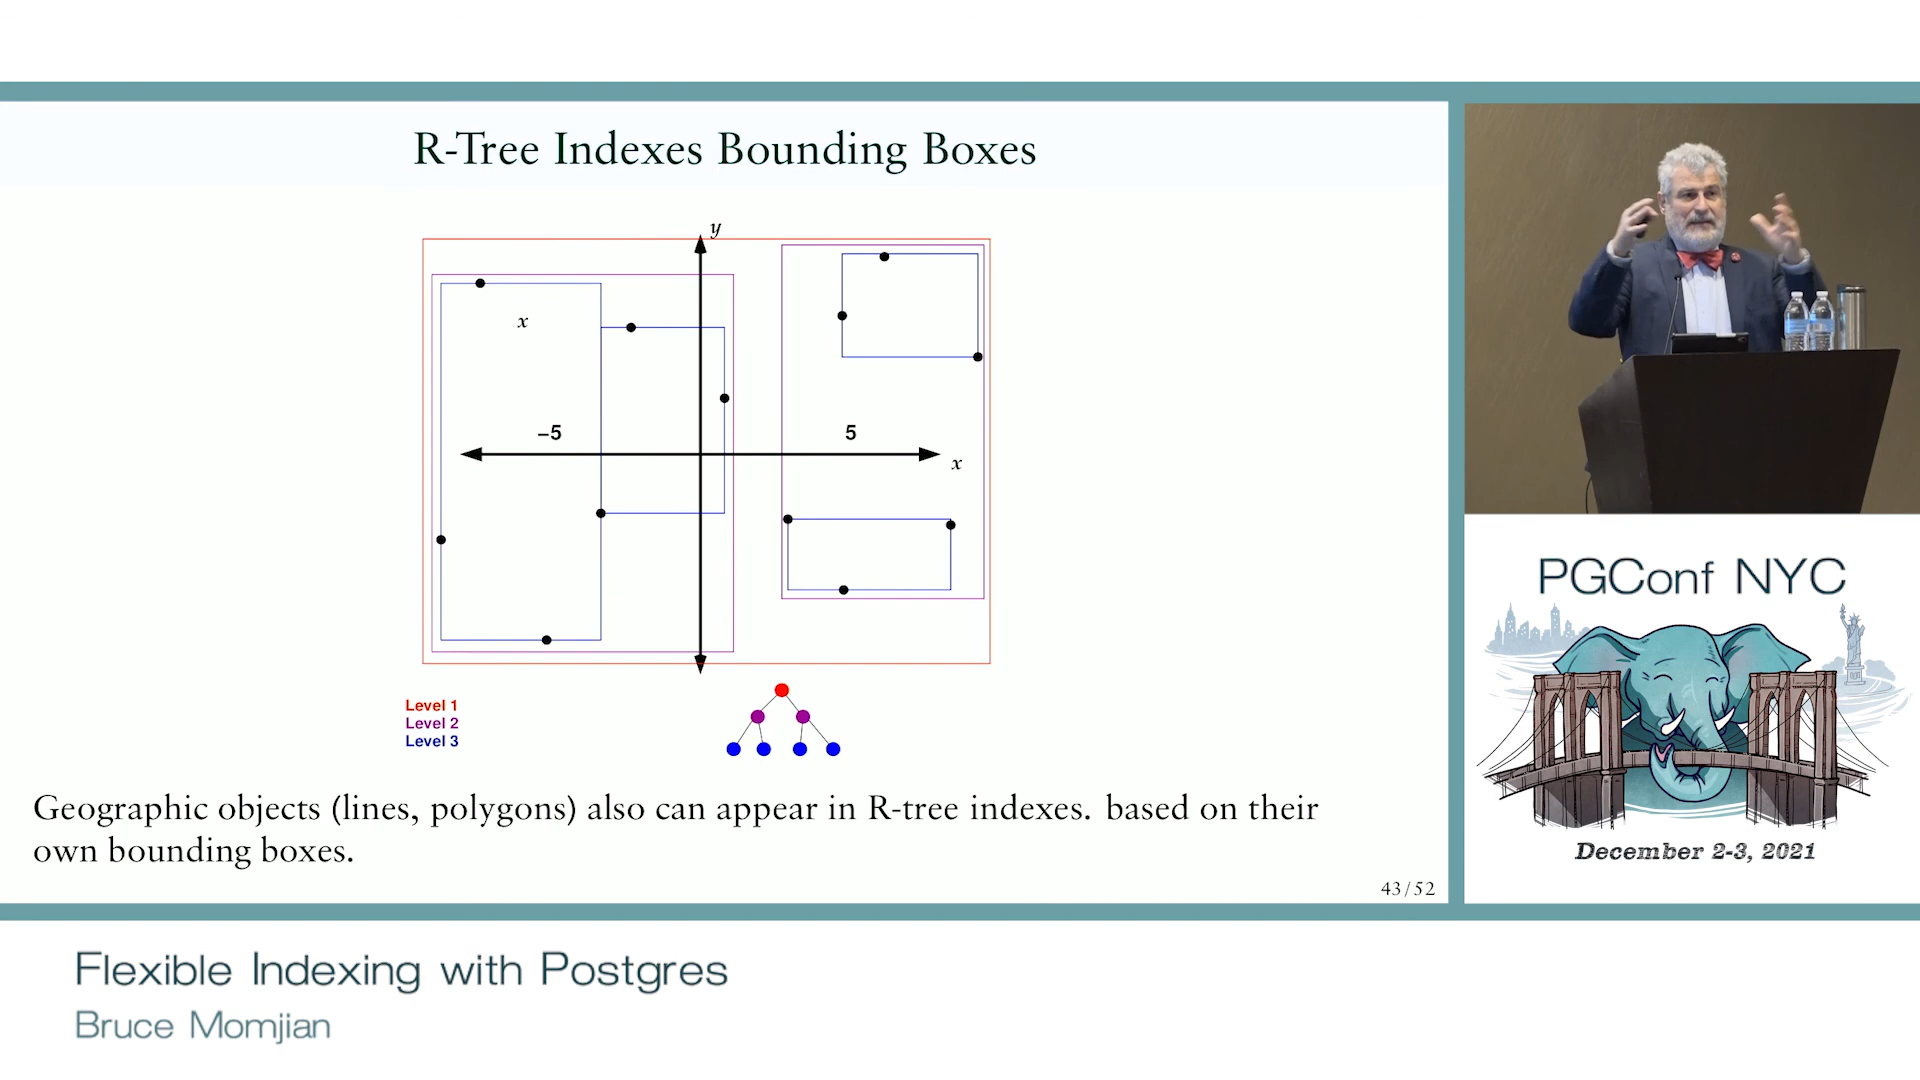 R-Tree Indexes Bounding Boxes
y
x
–5
5
x
Level 1
Level 2
Level 3
Geographic objects (lines, polygons) also can appear in R-tree indexes. based on their
own bounding boxes.
43/52
PGConf NYC
December 2-3, 2021
Flexible Indexing with Postgres
Bruce Momjian